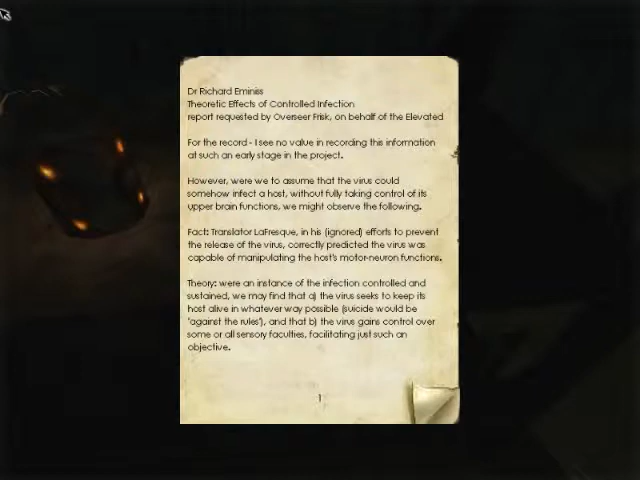 Dr Richard Eminiss
Theoretic Effects of Controlled Infection
report requested by Overseer Frisk, on behalf of the Elevated
For the record - I see no value in recording this information
at such an early stage in the project.
However, were we to assume that the virus could
somehow infect a host, without fully taking control of its
upper brain functions, we might observe the following.
Fact: Translator LaFresque, in his (ignored) efforts to prevent
the release of the virus, correctly predicted the virus was
capable of manipulating the host's motor-neuron functions.
Theory: were an instance of the infection controlled and
sustained, we may find that a) the virus seeks to keep its
host alive in whatever way possible (suicide would be
'against the rules'), and that b) the virus gains control over
some or all sensory faculties, facilitating just such an
objective.
1